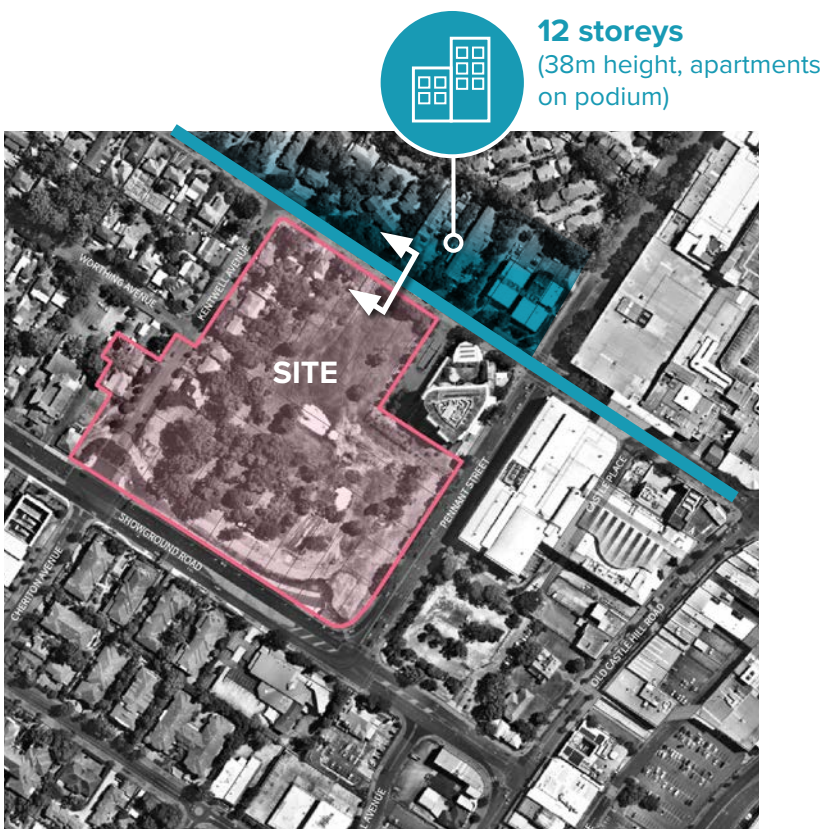 12 storeys
(38m height, apartments
on podium)
WORTHING AVENUE
KENTWELL AVENUE
SITE
PENNANT STREET
CASTLE PLACE
SHOWGROUND ROAD
CHERITON AVENUE
OLD CASTLE HILL ROAD
AVENUE